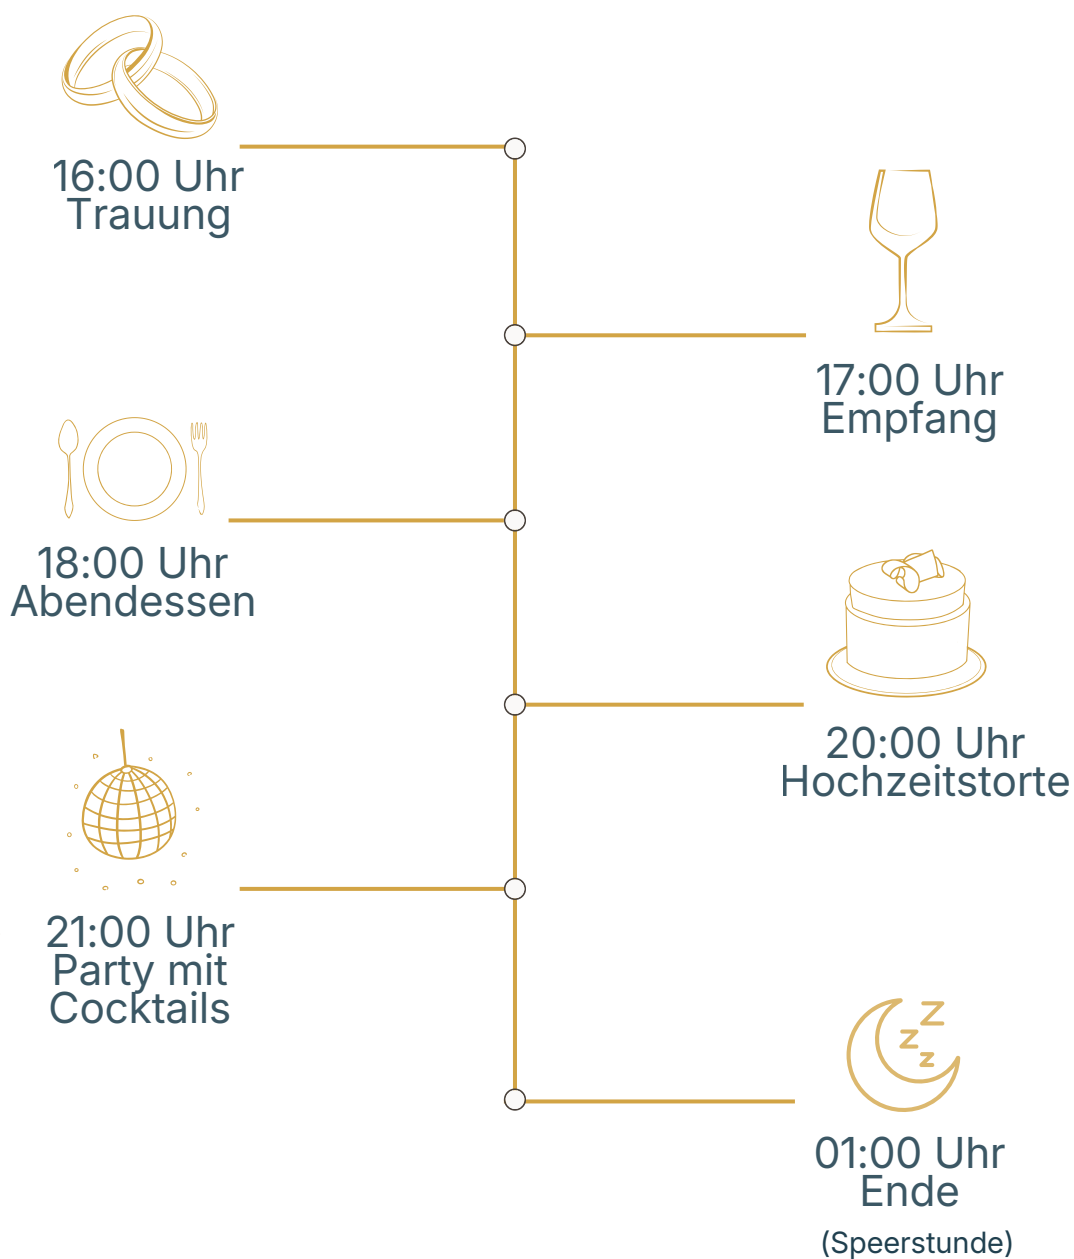 16:00 Uhr
Trauung
17:00 Uhr
Empfang
18:00 Uhr
Abendessen
20:00 Uhr
Hochzeitstorte
21:00 Uhr
Party mit
Cocktails
01:00 Uhr
Ende
(Speerstunde)